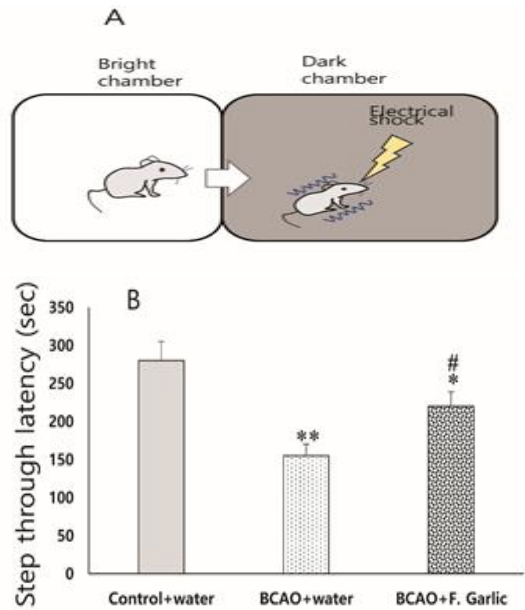 A
Bright
chamber
Dark
chamber
Electrical
shock
B
Step through latency (sec)
350
300
250
200
150
100
50
0
**
#
*
Control+water
BCAO+water
BCAO+F. Garlic